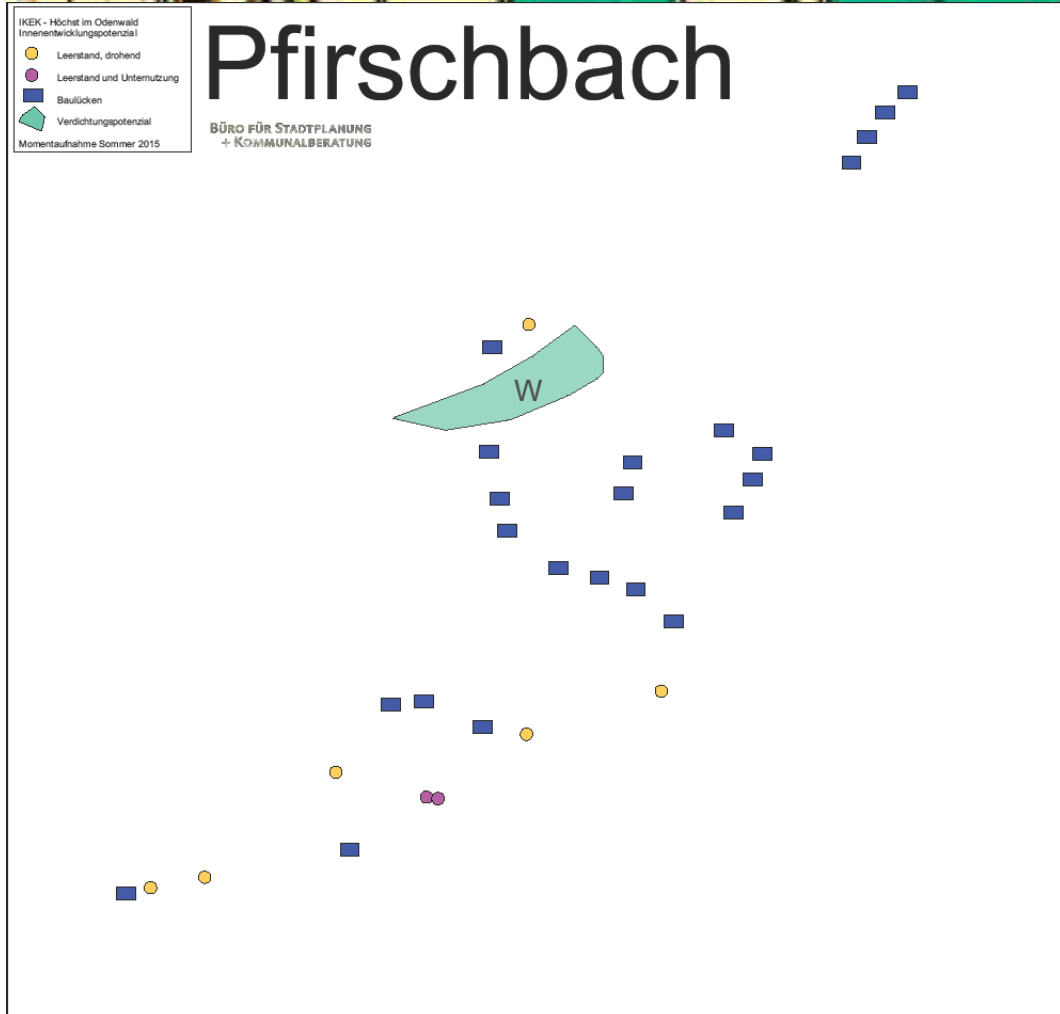 IKEK - Höchst im Odenwald
Innenentwicklungspotenzial
Leerstand, drohend
Leerstand und Unternutzung
Baulücken
Verdichtungspotenzial
Momentaufnahme Sommer 2015
Pfirschbach
BÜRO FÜR STADTPLANUNG
+ KOMMUNALBERATUNG
W